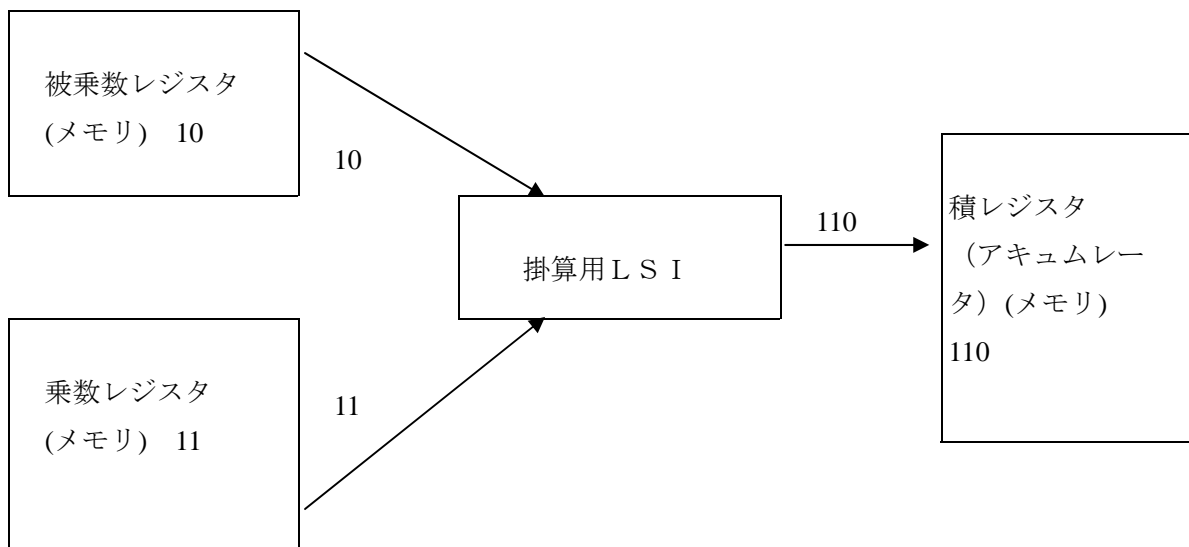 被乗数レジスタ
(メモリ)　10
10
乗数レジスタ
(メモリ)　11
11
掛算用ＬＳＩ
110
積レジスタ
（アキュムレー
タ）(メモリ)
110